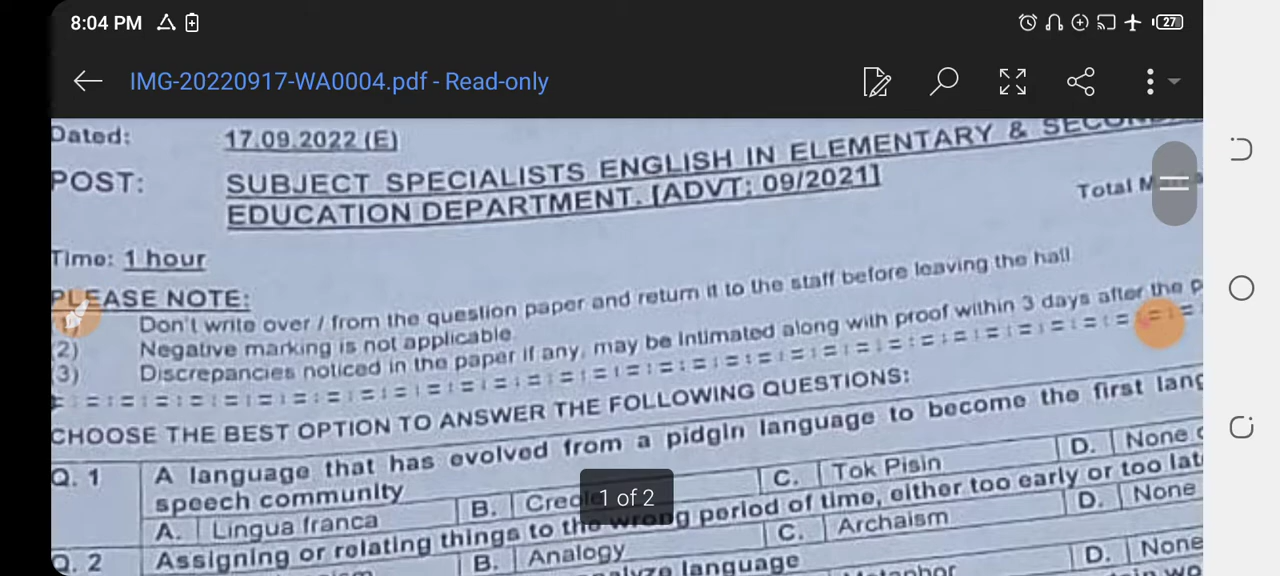 8:04 PM
27
IMG-20220917-WA0004.pdf - Read-only
Dated: 17.09.2022 (E)
POST: SUBJECT SPECIALISTS ENGLISH IN ELEMENTARY &
EDUCATION DEPARTMENT. [ADVT: 09/2021]
Total
Time: 1 hour
PLEASE NOTE:
(1) Don't write over / from the question paper and return it to the staff before leaving the hall
(2) Negative marking is not applicable
(3) Discrepancies noticed in the paper if any, may be intimated along with proof within 3 days after the
CHOOSE THE BEST OPTION TO ANSWER THE FOLLOWING QUESTIONS:
Q. 1 A language that has evolved from a pidgin language to become the first
speech community
A. Lingua franca B. C. Tok Pisin D. None
1 of 2
Q. 2 Assigning or relating things to the wrong period of time, either too early or too
B. Analogy C. Archaism D. None
language
D. None